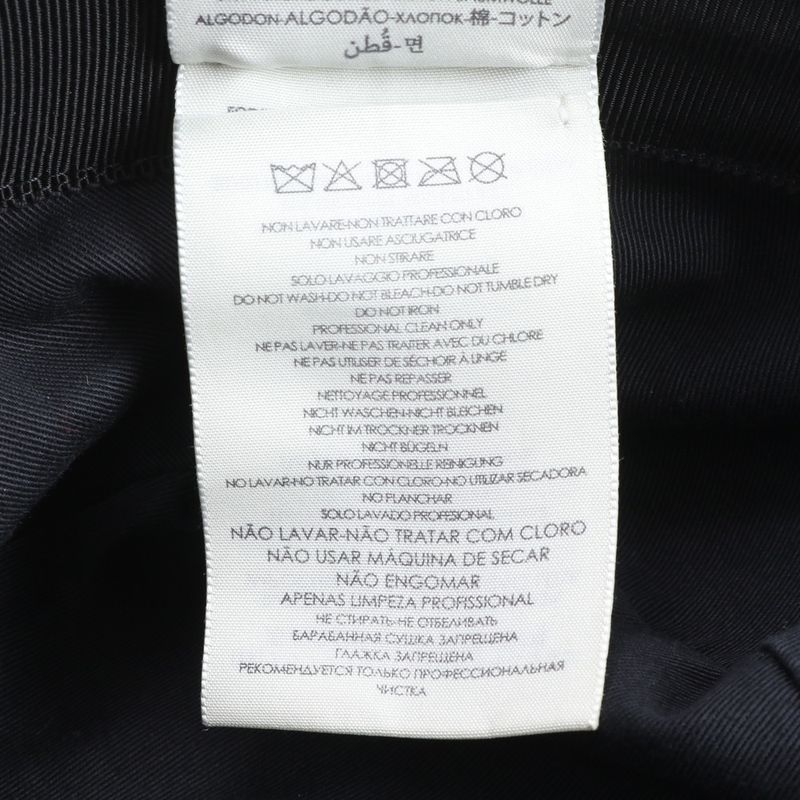 ALGODON-ALGODÃO-ХЛОПОК-棉-コットン
قُطن-면
NON LAVARE-NON TRATTARE CON CLORO
NON USARE ASCIUGATRICE
NON STIRARE
SOLO LAVAGGIO PROFESSIONALE
DO NOT WASH-DO NOT BLEACH-DO NOT TUMBLE DRY
DO NOT IRON
PROFESSIONAL CLEAN ONLY
NE PAS LAVER-NE PAS TRAITER AVEC DU CHLORE
NE PAS UTILISER DE SÉCHOIR À LINGE
NE PAS REPASSER
NETTOYAGE PROFESSIONNEL
NICHT WASCHEN-NICHT BLEICHEN
NICHT IM TROCKNER TROCKNEN
NICHT BÜGELN
NUR PROFESSIONELLE REINIGUNG
NO LAVAR-NO TRATAR CON CLORO-NO UTILIZAR SECADORA
NO PLANCHAR
SOLO LAVADO PROFESIONAL
NÃO LAVAR-NÃO TRATAR COM CLORO
NÃO USAR MÁQUINA DE SECAR
NÃO ENGOMAR
APENAS LIMPEZA PROFISSIONAL
НЕ СТИРАТЬ-НЕ ОТБЕЛИВАТЬ
БАРАБАННАЯ СУШКА ЗАПРЕЩЕНА
ГЛАЖКА ЗАПРЕЩЕНА
РЕКОМЕНДУЕТСЯ ТОЛЬКО ПРОФЕССИОНАЛЬНАЯ
ЧИСТКА